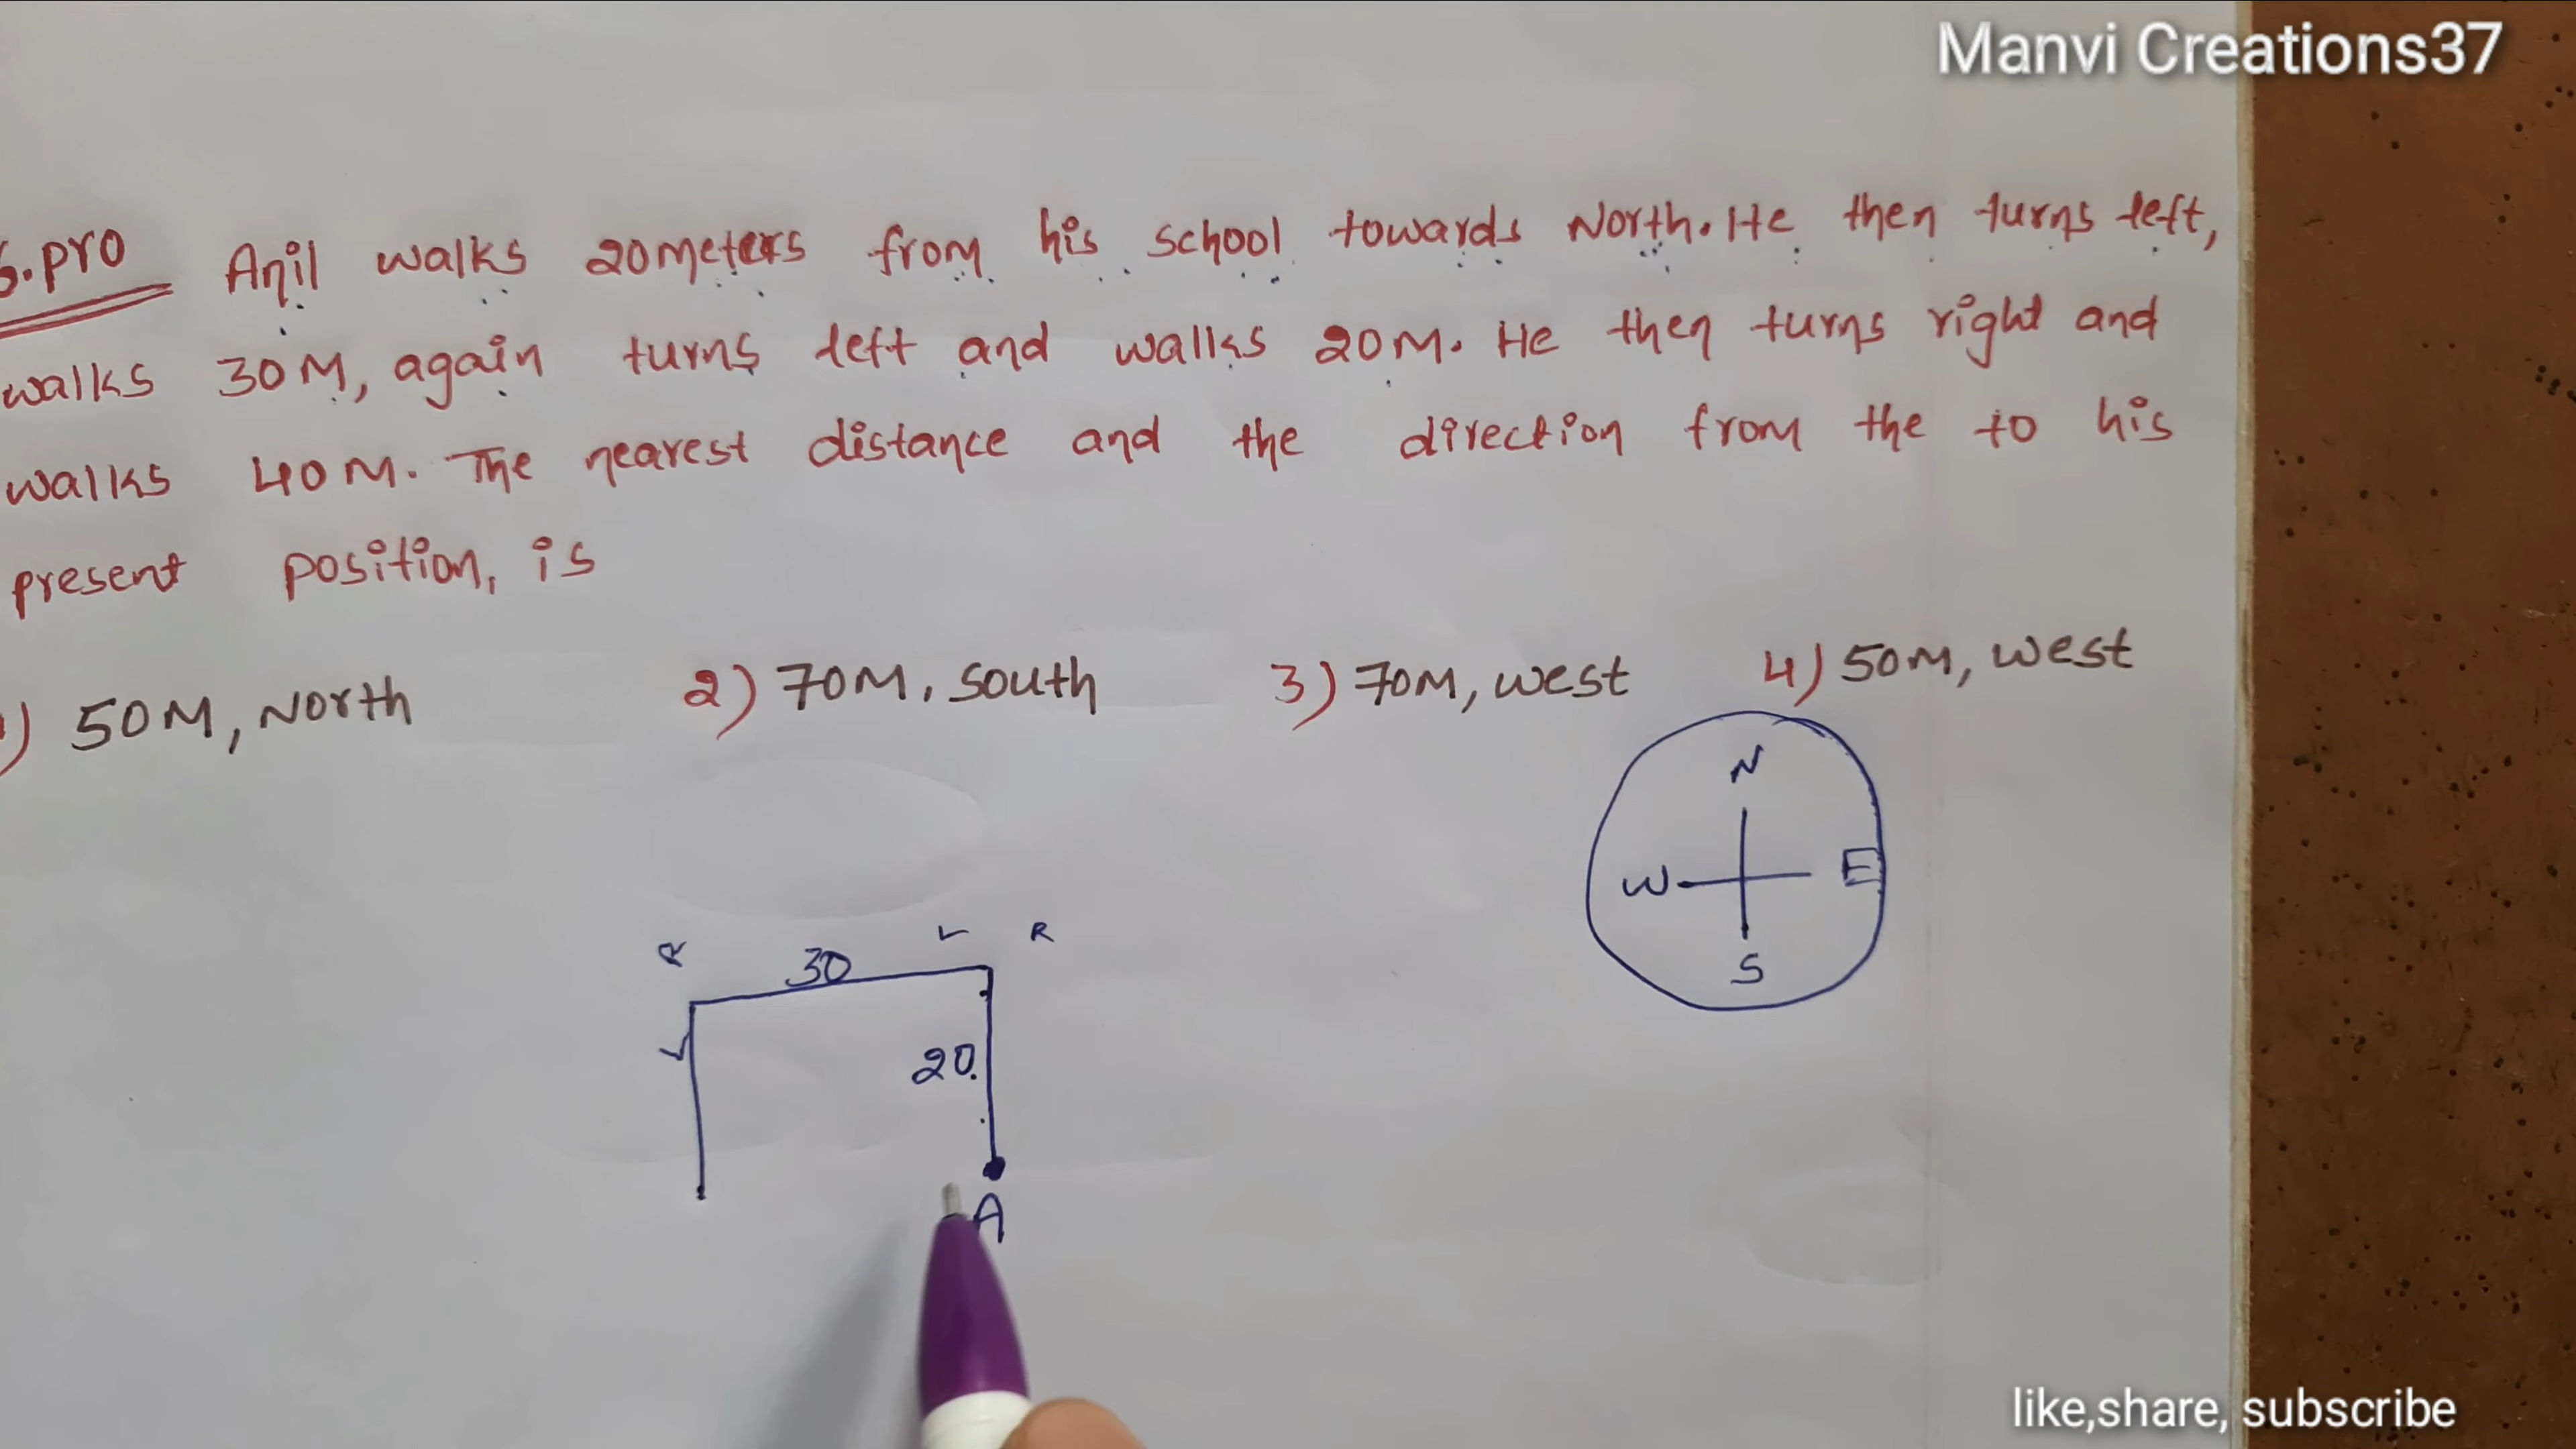 Manvi Creations37
6.pro Anil walks 20meters from his school towards North. He then turns left,
walks 30M, again turns left and walks 20M. He then turns right and
walks 40M. The nearest distance and the direction from the to his
present position, is
1) 50M, North 2) 70M, south 3) 70M, west 4) 50M, west
N
W E
S
R 30 L R
L 20.
A
like,share, subscribe